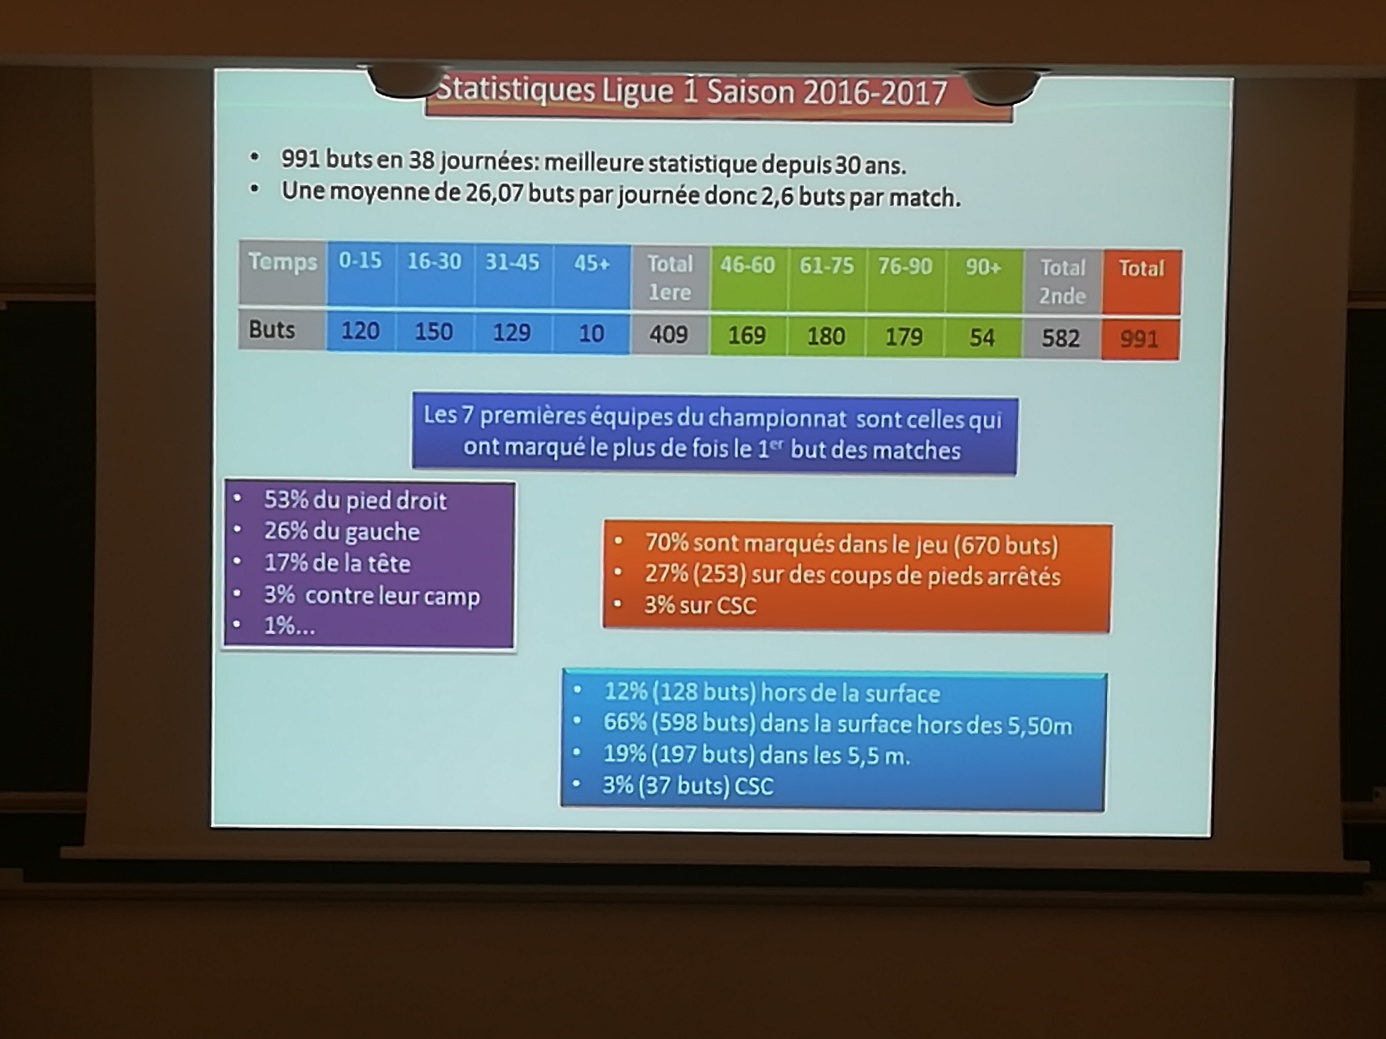 Statistiques Ligue 1 Saison 2016-2017
• 991 buts en 38 journées: meilleure statistique depuis 30 ans.
• Une moyenne de 26,07 buts par journée donc 2,6 buts par match.
Temps 0-15 16-30 31-45 45+ Total 1ere 46-60 61-75 76-90 90+ Total 2nde Total
Buts 120 150 129 10 409 169 180 179 54 582 991
Les 7 premières équipes du championnat sont celles qui
ont marqué le plus de fois le 1er but des matches
• 53% du pied droit
• 26% du gauche
• 17% de la tête
• 3% contre leur camp
• 1%...
• 70% sont marqués dans le jeu (670 buts)
• 27% (253) sur des coups de pieds arrêtés
• 3% sur CSC
• 12% (128 buts) hors de la surface
• 66% (598 buts) dans la surface hors des 5,50m
• 19% (197 buts) dans les 5,5 m.
• 3% (37 buts) CSC